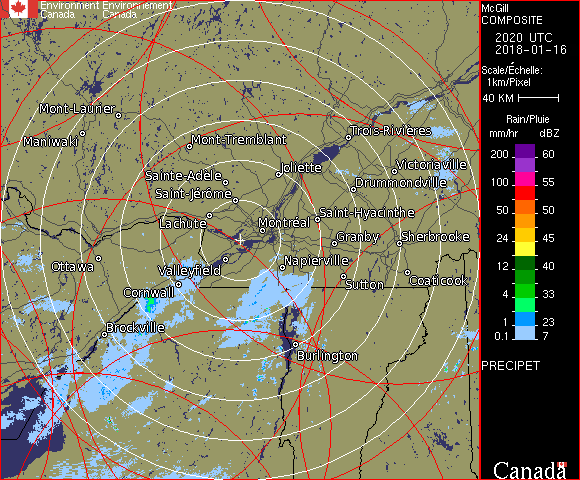 Environment Environnement
Canada Canada
McGill
COMPOSITE
2020 UTC
2018-01-16
Scale/Échelle:
1km/Pixel
40 KM
Rain/Pluie
mm/hr dBZ
200 60
100 55
50 50
24 45
12 40
4 33
1 30
0.5 23
0.1 7
PRECIPET
Canada
Mont-Laurier
Maniwaki
Trois-Rivières
Mont-Tremblant
Victoriaville
Joliette
Sainte-Adèle
Drummondville
Saint-Jérôme
Saint-Hyacinthe
Lachute
Montréal
Granby
Sherbrooke
Ottawa
Valleyfield
Napierville
Sutton
Coaticook
Cornwall
Brockville
Burlington